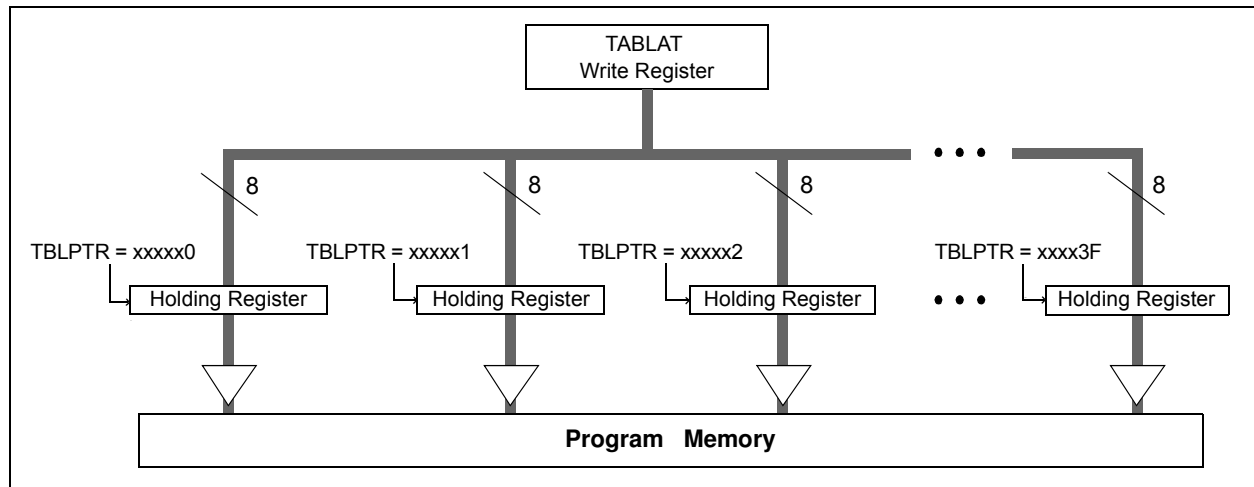 TABLAT
Write Register
• • •
8
8
8
8
TBLPTR = xxxxx0
TBLPTR = xxxxx1
TBLPTR = xxxxx2
TBLPTR = xxxx3F
Holding Register
Holding Register
Holding Register
• • •
Holding Register
Program Memory